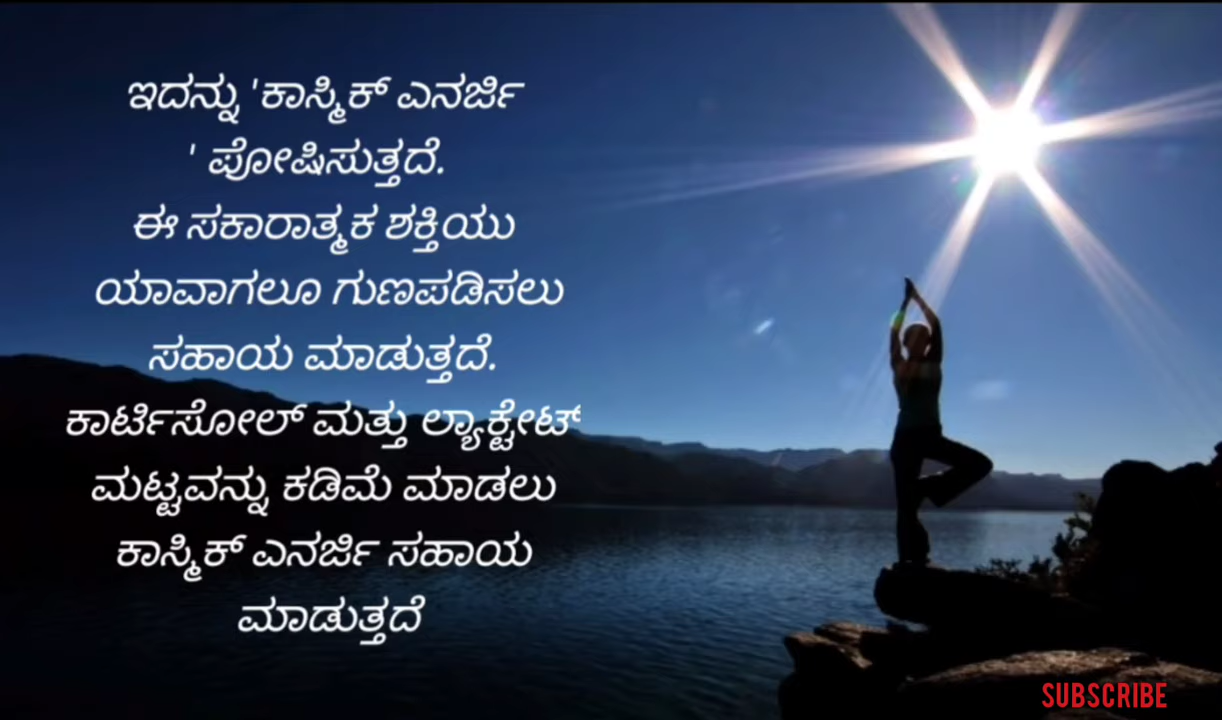 ಇದನ್ನು 'ಕಾಸ್ಮಿಕ್ ಎನರ್ಜಿ
' ಪೋಷಿಸುತ್ತದೆ.
ಈ ಸಕಾರಾತ್ಮಕ ಶಕ್ತಿಯು
ಯಾವಾಗಲೂ ಗುಣಪಡಿಸಲು
ಸಹಾಯ ಮಾಡುತ್ತದೆ.
ಕಾರ್ಟಿಸೋಲ್ ಮತ್ತು ಲ್ಯಾಕ್ಟೇಟ್
ಮಟ್ಟವನ್ನು ಕಡಿಮೆ ಮಾಡಲು
ಕಾಸ್ಮಿಕ್ ಎನರ್ಜಿ ಸಹಾಯ
ಮಾಡುತ್ತದೆ
SUBSCRIBE